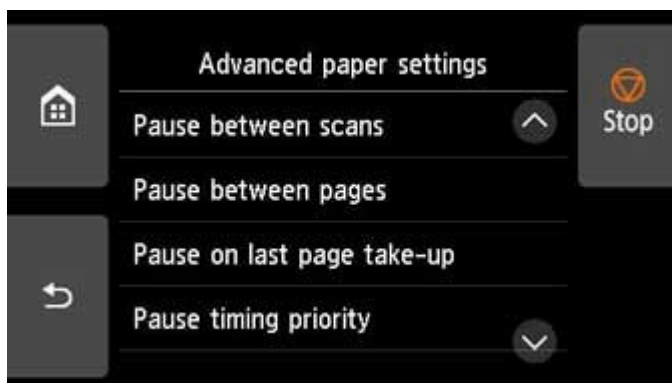 Advanced paper settings
Stop
Pause between scans
Pause between pages
Pause on last page take-up
Pause timing priority